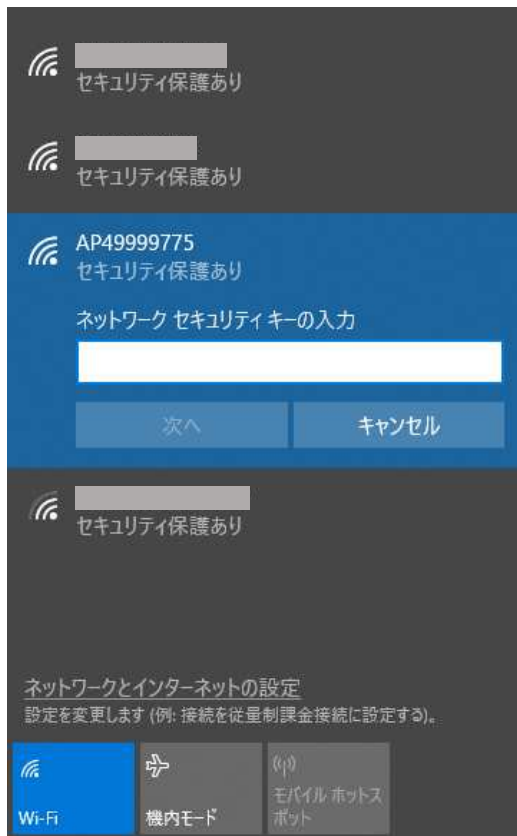 セキュリティ保護あり
セキュリティ保護あり
AP49999775
セキュリティ保護あり
ネットワーク セキュリティ キーの入力
次へ
キャンセル
セキュリティ保護あり
ネットワークとインターネットの設定
設定を変更します (例: 接続を従量制課金接続に設定する)。
Wi-Fi
機内モード
モバイル ホットス
ポット